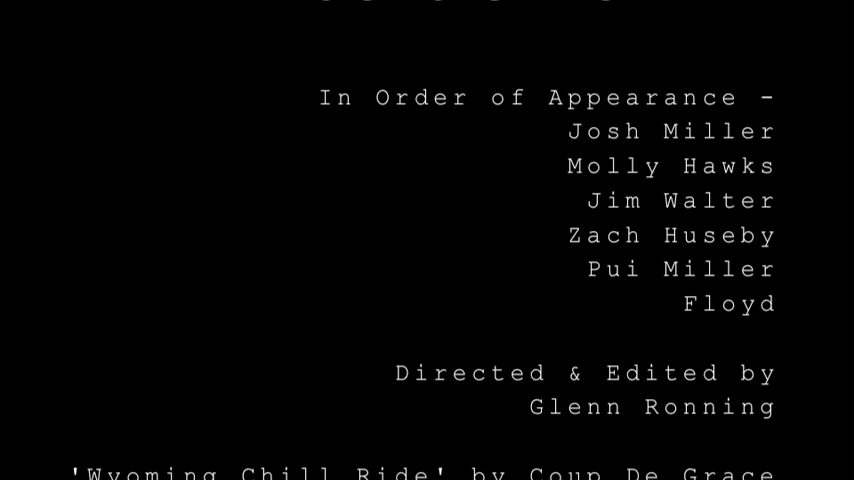 In Order of Appearance -
Josh Miller
Molly Hawks
Jim Walter
Zach Huseby
Pui Miller
Floyd
Directed & Edited by
Glenn Ronning
'Wyoming Chill Ride' by Coup De Grace